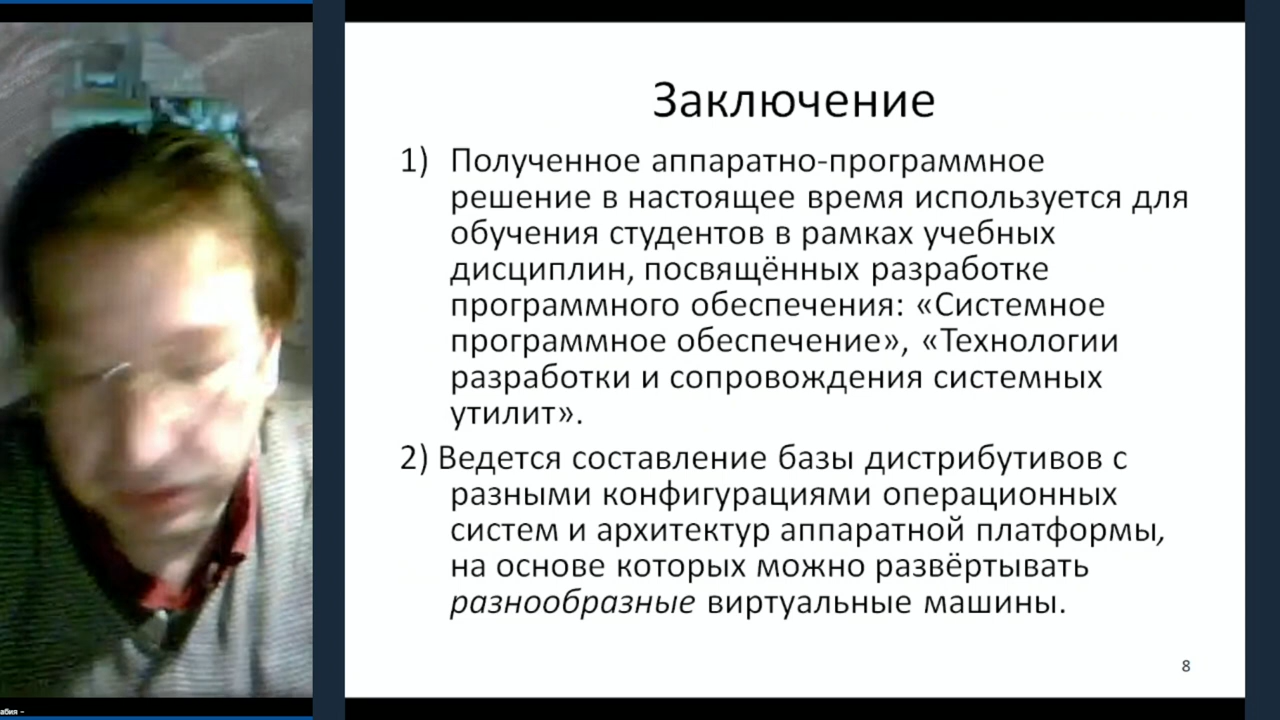 Заключение
1) Полученное аппаратно-программное
решение в настоящее время используется для
обучения студентов в рамках учебных
дисциплин, посвящённых разработке
программного обеспечения: «Системное
программное обеспечение», «Технологии
разработки и сопровождения системных
утилит».
2) Ведется составление базы дистрибутивов с
разными конфигурациями операционных
систем и архитектур аппаратной платформы,
на основе которых можно развёртывать
разнообразные виртуальные машины.
8